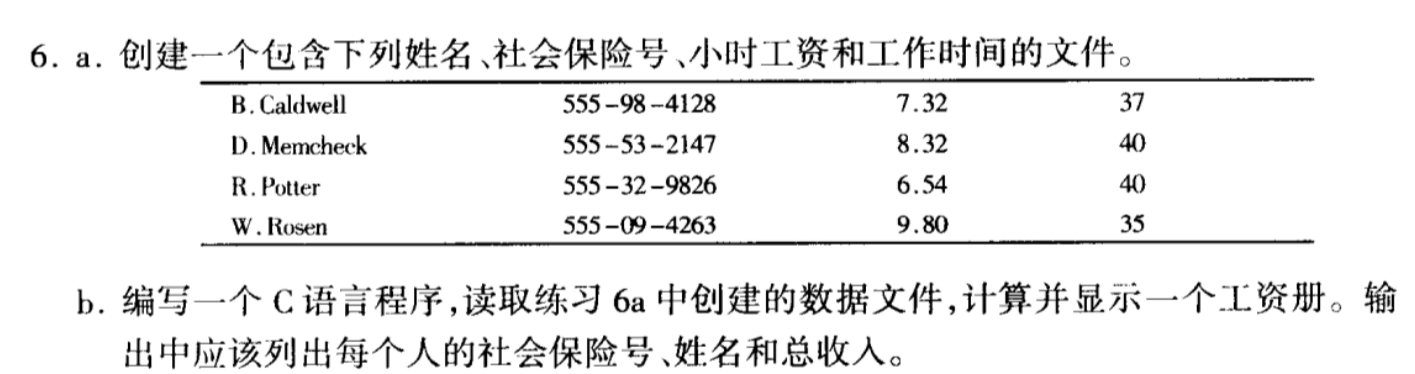 6. a. 创建一个包含下列姓名、社会保险号、小时工资和工作时间的文件。
B. Caldwell 555-98-4128 7.32 37
D. Memcheck 555-53-2147 8.32 40
R. Potter 555-32-9826 6.54 40
W. Rosen 555-09-4263 9.80 35
b. 编写一个 C 语言程序,读取练习 6a 中创建的数据文件,计算并显示一个工资册。输
出中应该列出每个人的社会保险号、姓名和总收入。